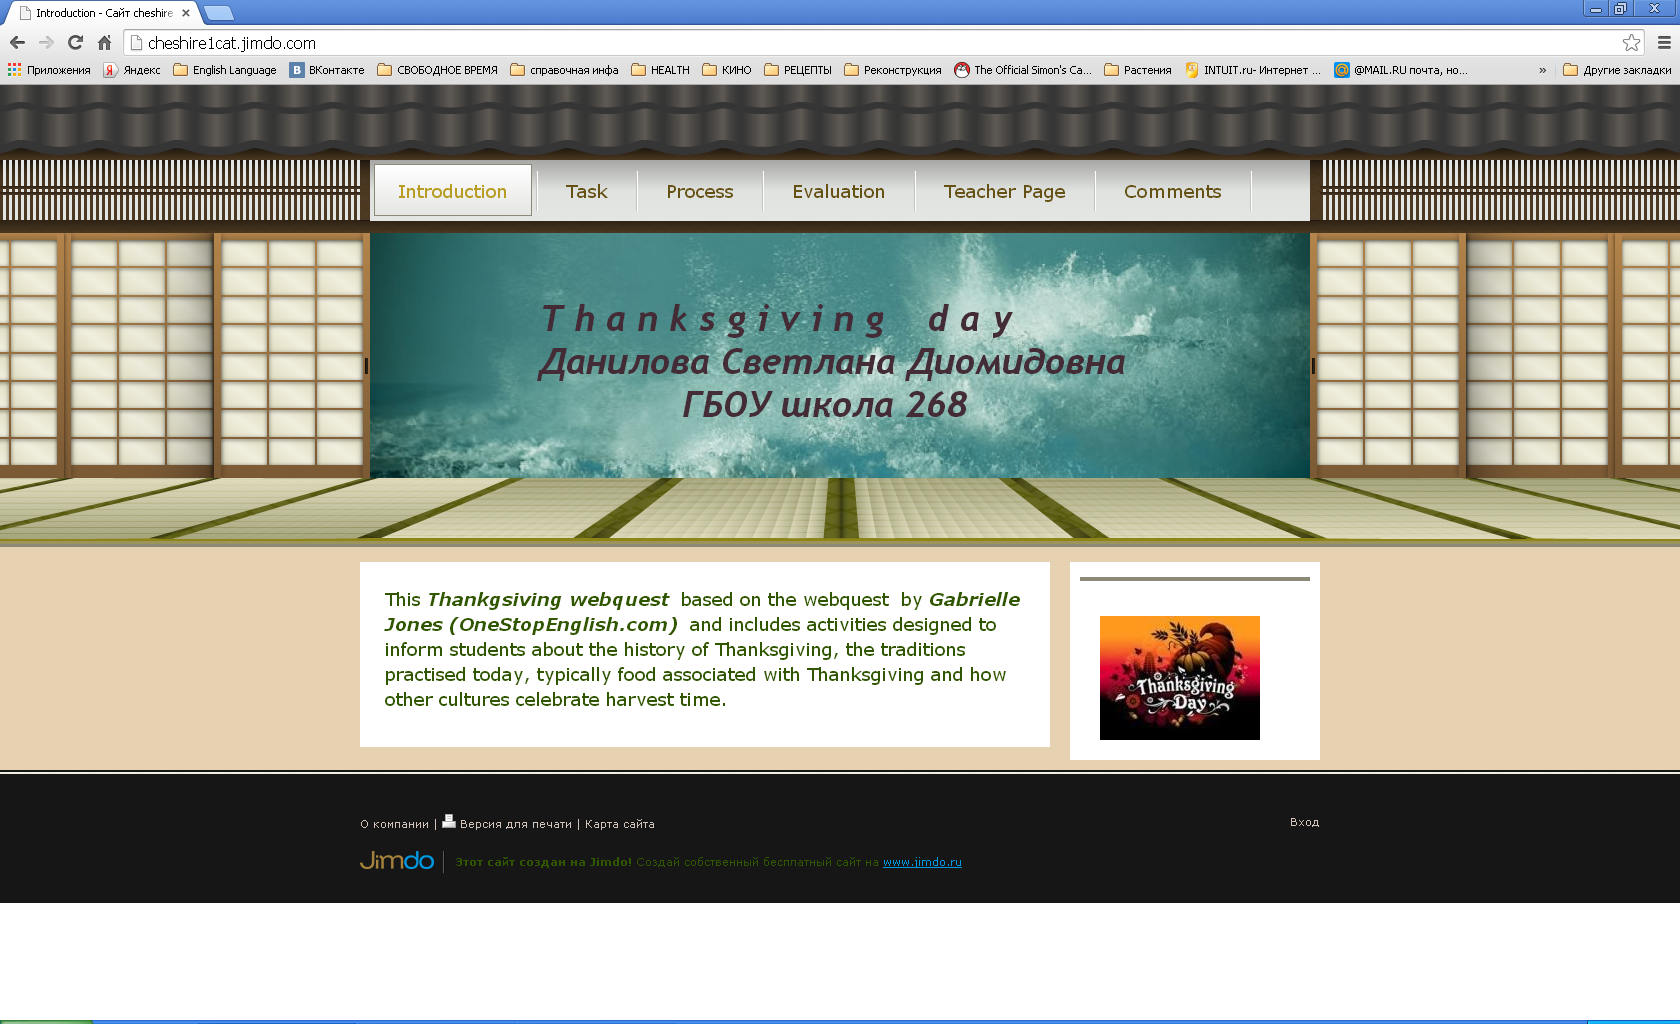 Introduction - Сайт cheshire
cheshire1cat.jimdo.com
Приложения Яндекс English Language ВКонтакте СВОБОДНОЕ ВРЕМЯ справочная инфа HEALTH КИНО РЕЦЕПТЫ Реконструкция The Official Simon's Ca... Растения INTUIT.ru- Интернет ... @MAIL.RU почта, но... » Другие закладки
Introduction Task Process Evaluation Teacher Page Comments
Thanksgiving day
Данилова Светлана Диомидовна
ГБОУ школа 268
This Thankgsiving webquest based on the webquest by Gabrielle
Jones (OneStopEnglish.com) and includes activities designed to
inform students about the history of Thanksgiving, the traditions
practised today, typically food associated with Thanksgiving and how
other cultures celebrate harvest time.
Thanksgiving
Day
О компании | Версия для печати | Карта сайта
Вход
Jimdo Этот сайт создан на Jimdo! Создай собственный бесплатный сайт на www.jimdo.ru